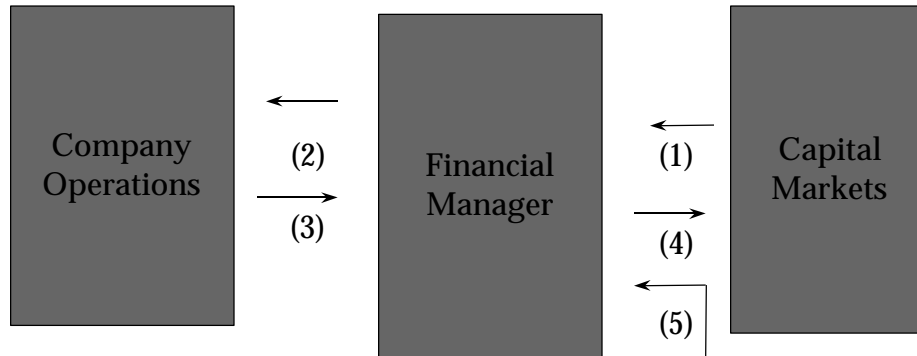 Company
Operations
(2)
(3)
Financial
Manager
(1)
(4)
(5)
Capital
Markets